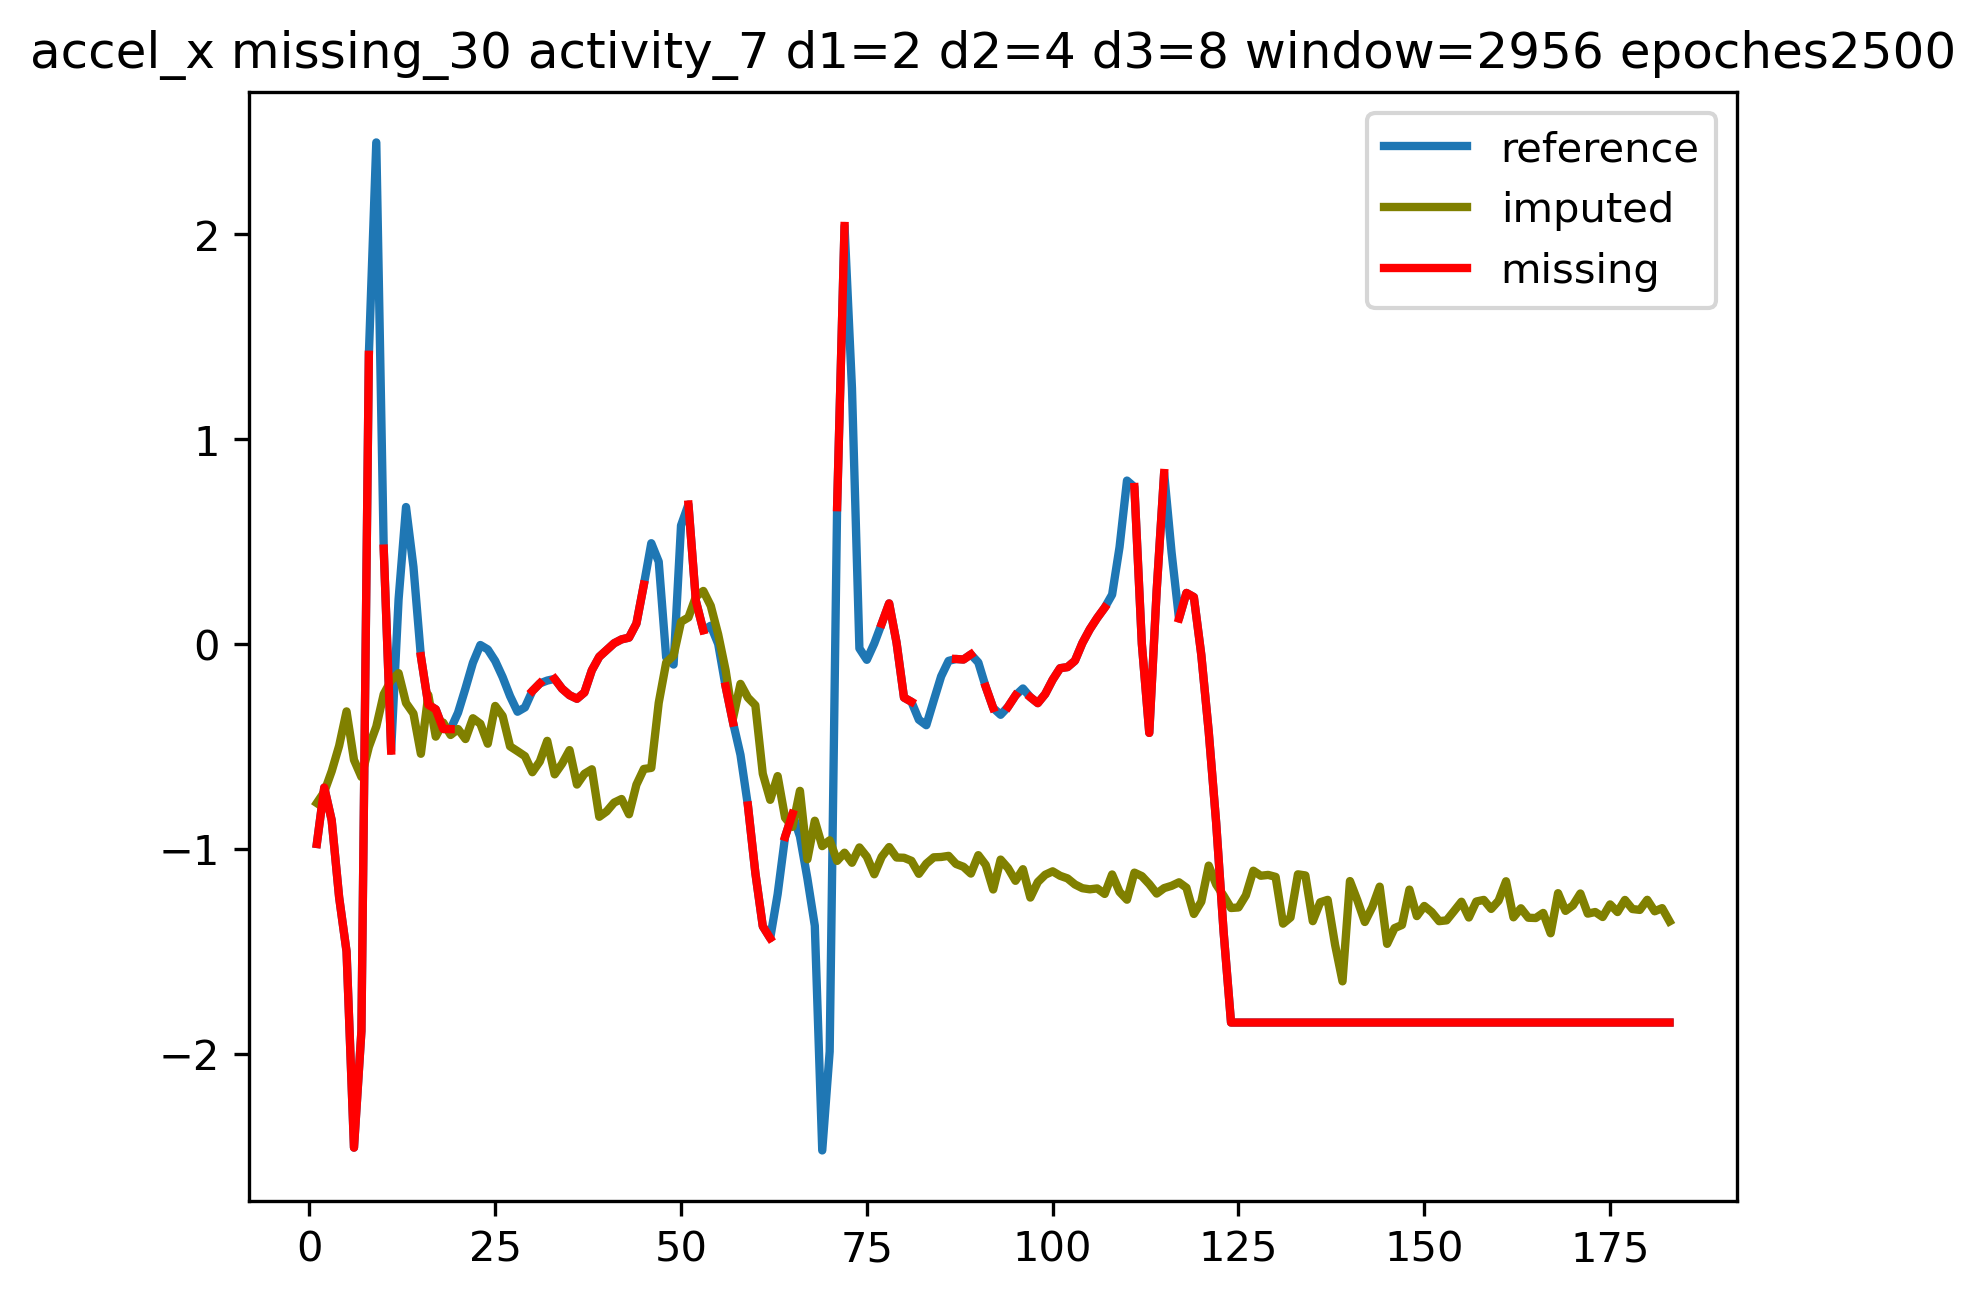 accel_x missing_30 activity_7 d1=2 d2=4 d3=8 window=2956 epoches2500
reference
imputed
missing
2
1
0
−1
−2
0 25 50 75 100 125 150 175